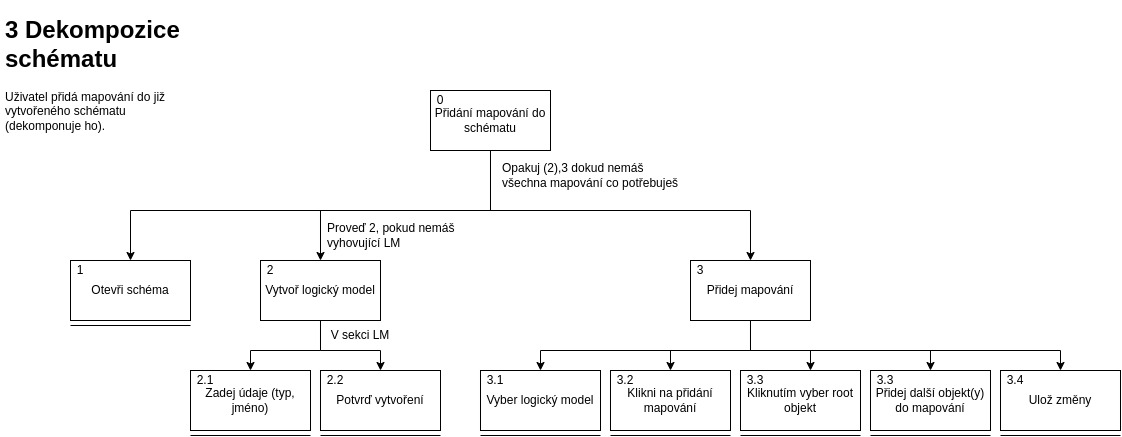 3 Dekompozice
schématu
Uživatel přidá mapování do již
vytvořeného schématu
(dekomponuje ho).
0
Přidání mapování do
schématu
Opakuj (2),3 dokud nemáš
všechna mapování co potřebuješ
Proveď 2, pokud nemáš
vyhovující LM
1
Otevři schéma
2
Vytvoř logický model
3
Přidej mapování
V sekci LM
2.1
Zadej údaje (typ,
jméno)
2.2
Potvrď vytvoření
3.1
Vyber logický model
3.2
Klikni na přidání
mapování
3.3
Kliknutím vyber root
objekt
3.3
Přidej další objekt(y)
do mapování
3.4
Ulož změny